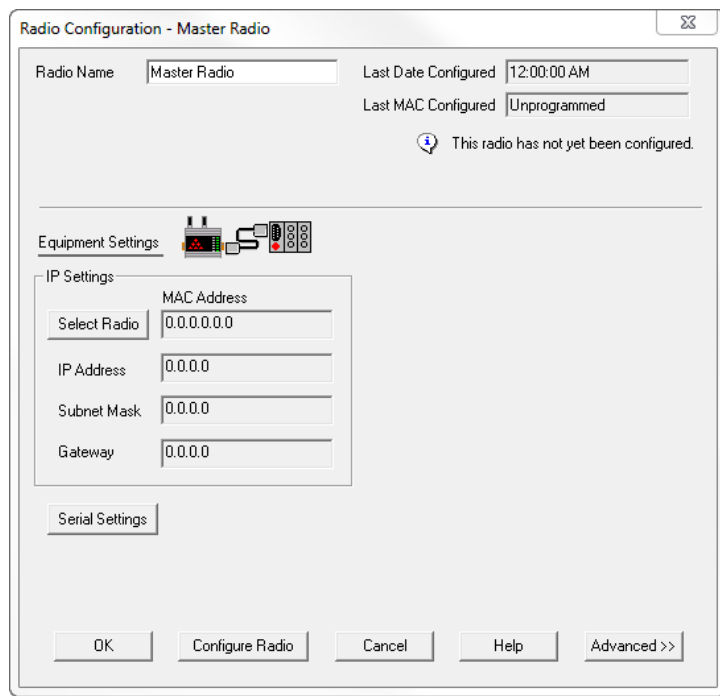 Radio Configuration - Master Radio
Radio Name Master Radio Last Date Configured 12:00:00 AM
Last MAC Configured Unprogrammed
This radio has not yet been configured.
Equipment Settings
IP Settings
MAC Address
Select Radio 0.0.0.0.0.0
IP Address 0.0.0.0
Subnet Mask 0.0.0.0
Gateway 0.0.0.0
Serial Settings
OK Configure Radio Cancel Help Advanced >>